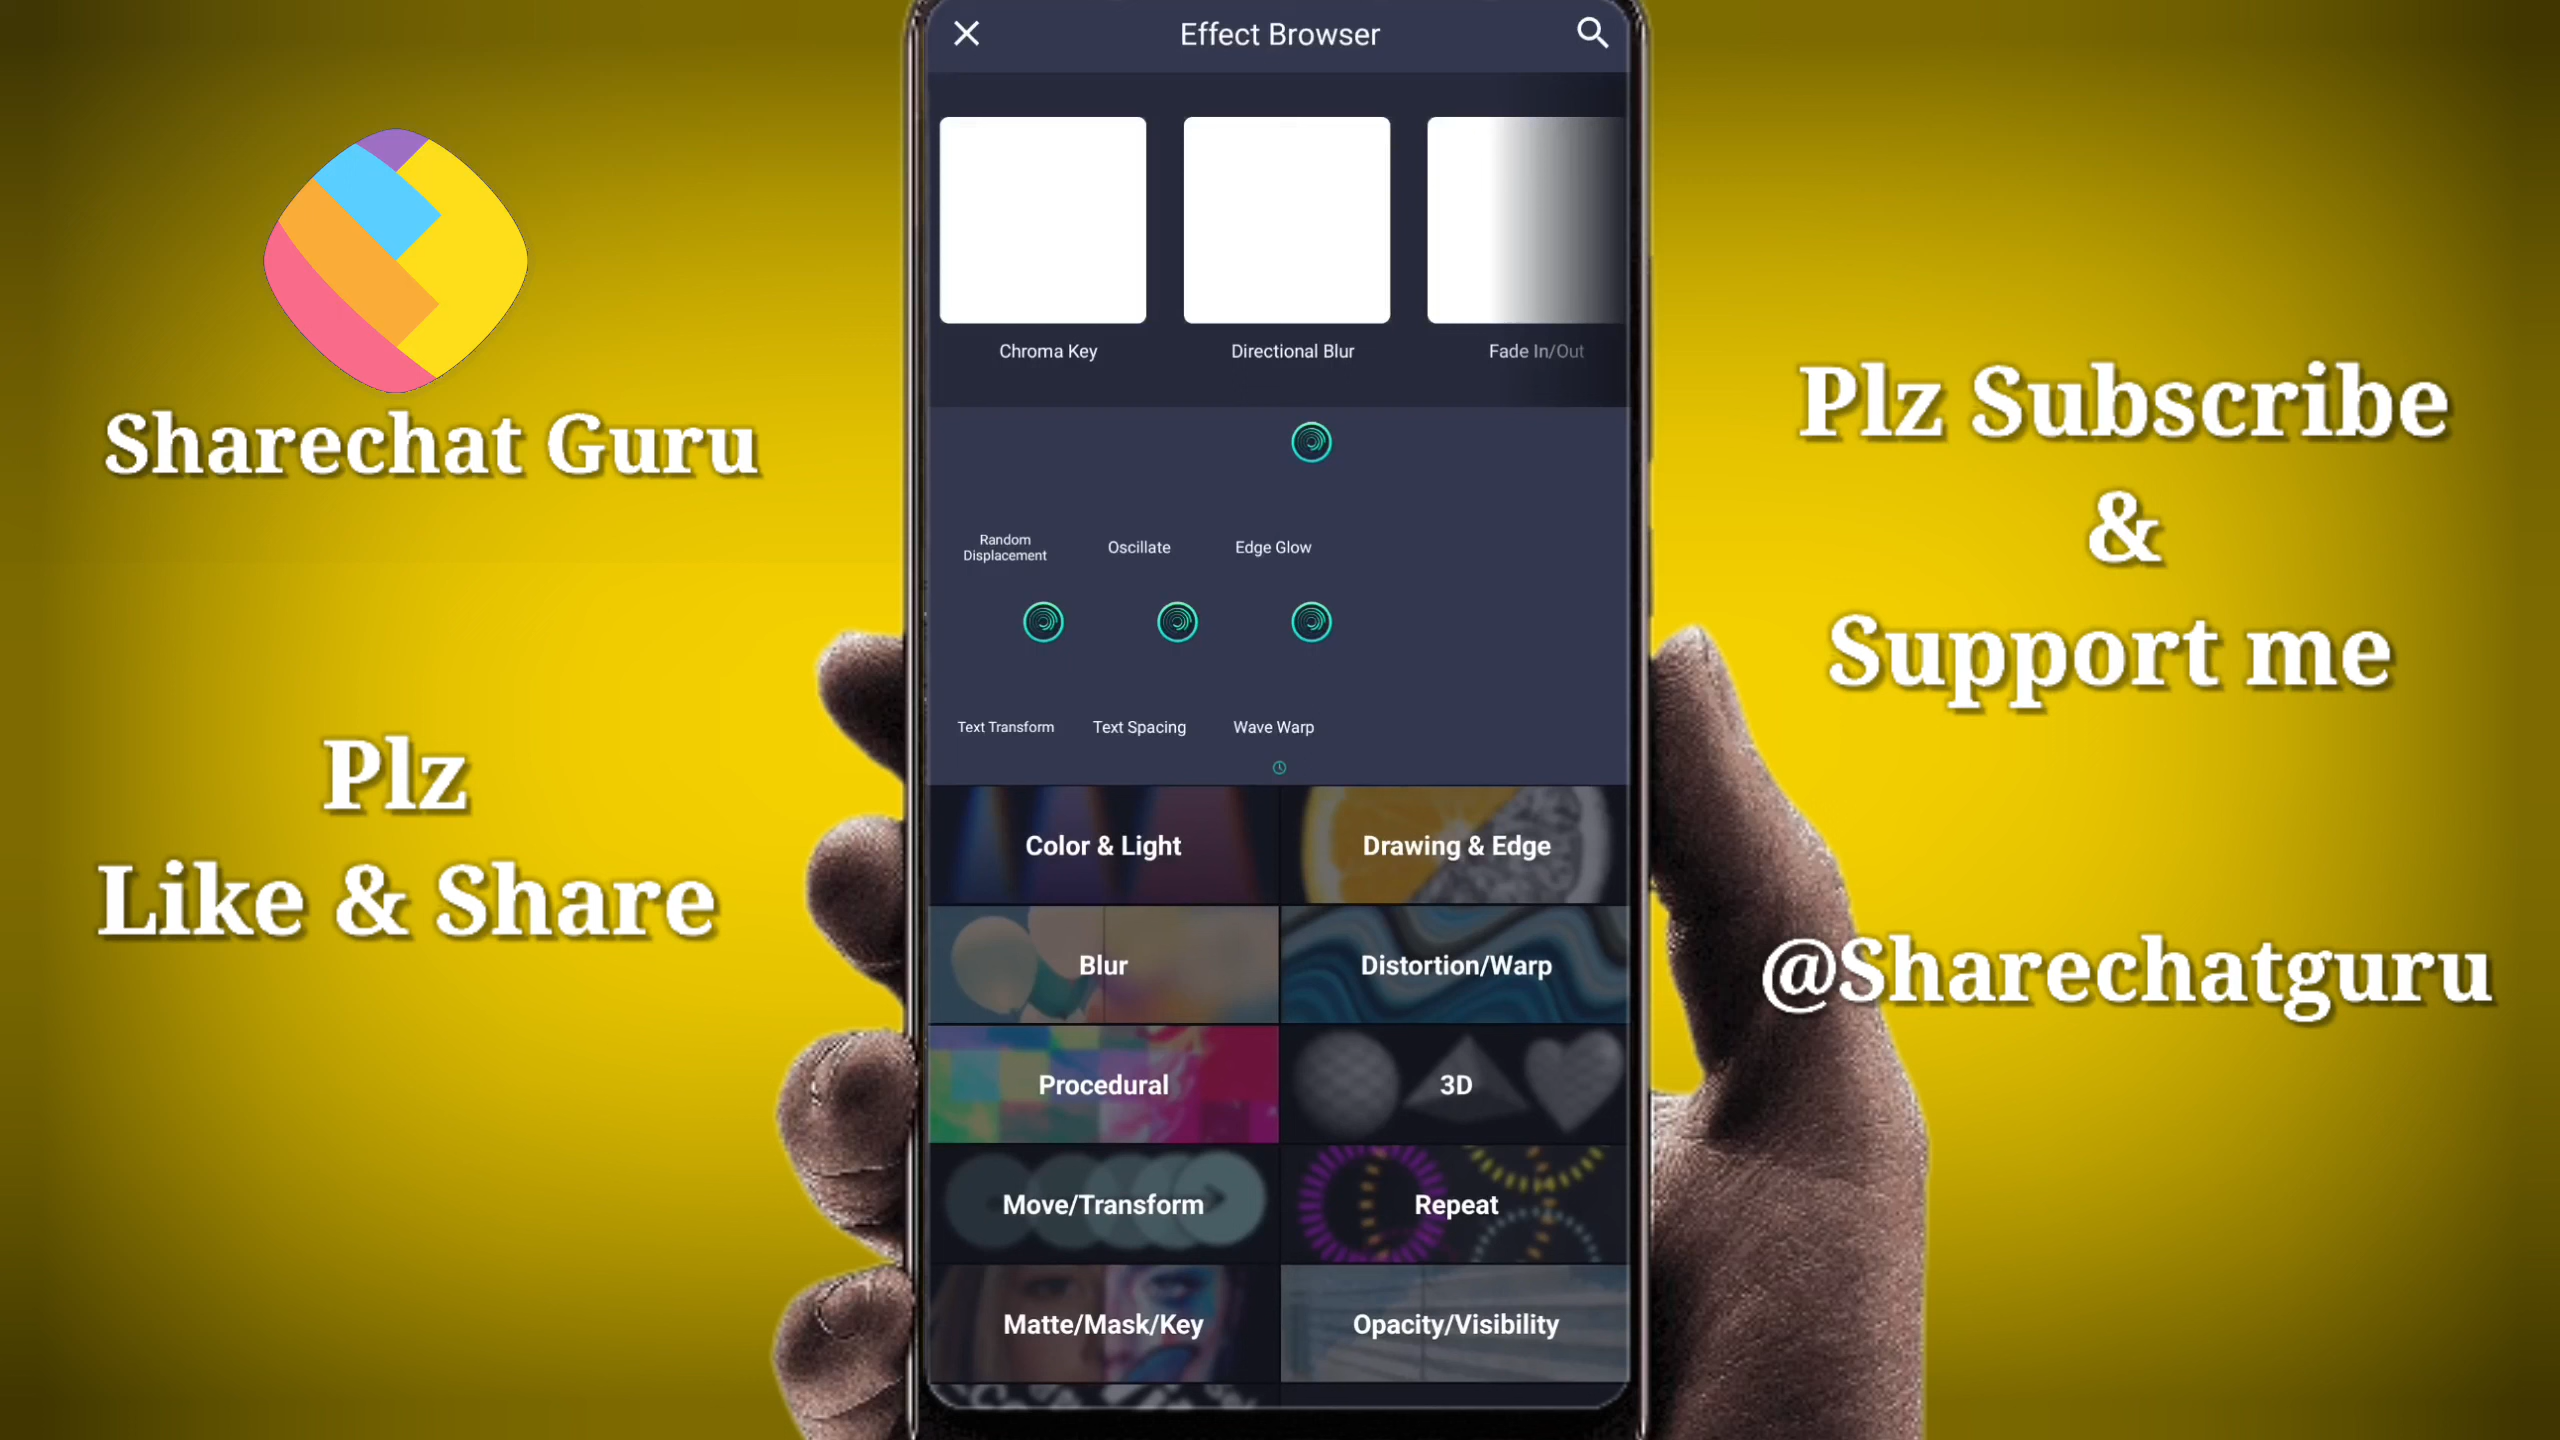 Effect Browser
Chroma Key
Directional Blur
Fade In/Out
Sharechat Guru
Plz Subscribe
&
Support me
Random
Displacement
Oscillate
Edge Glow
Text Transform
Text Spacing
Wave Warp
Plz
Like & Share
Color & Light
Drawing & Edge
Blur
Distortion/Warp
@Sharechatguru
Procedural
3D
Move/Transform
Repeat
Matte/Mask/Key
Opacity/Visibility